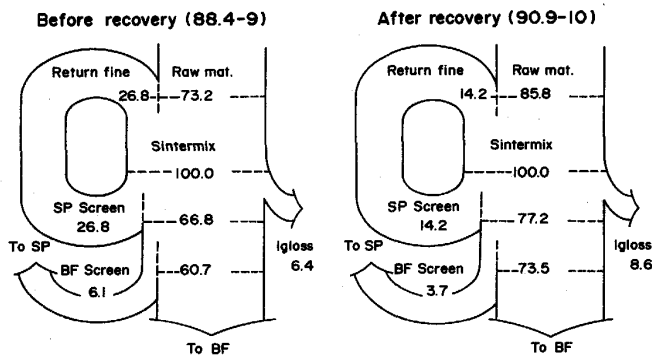 Before recovery (88.4-9)
Return fine
Raw mat.
26.8
73.2
Sintermix
100.0
SP Screen
26.8
66.8
To SP
BF Screen
6.1
60.7
Igloss
6.4
To BF
After recovery (90.9-10)
Return fine
Raw mat.
14.2
85.8
Sintermix
100.0
SP Screen
14.2
77.2
To SP
BF Screen
3.7
73.5
Igloss
8.6
To BF